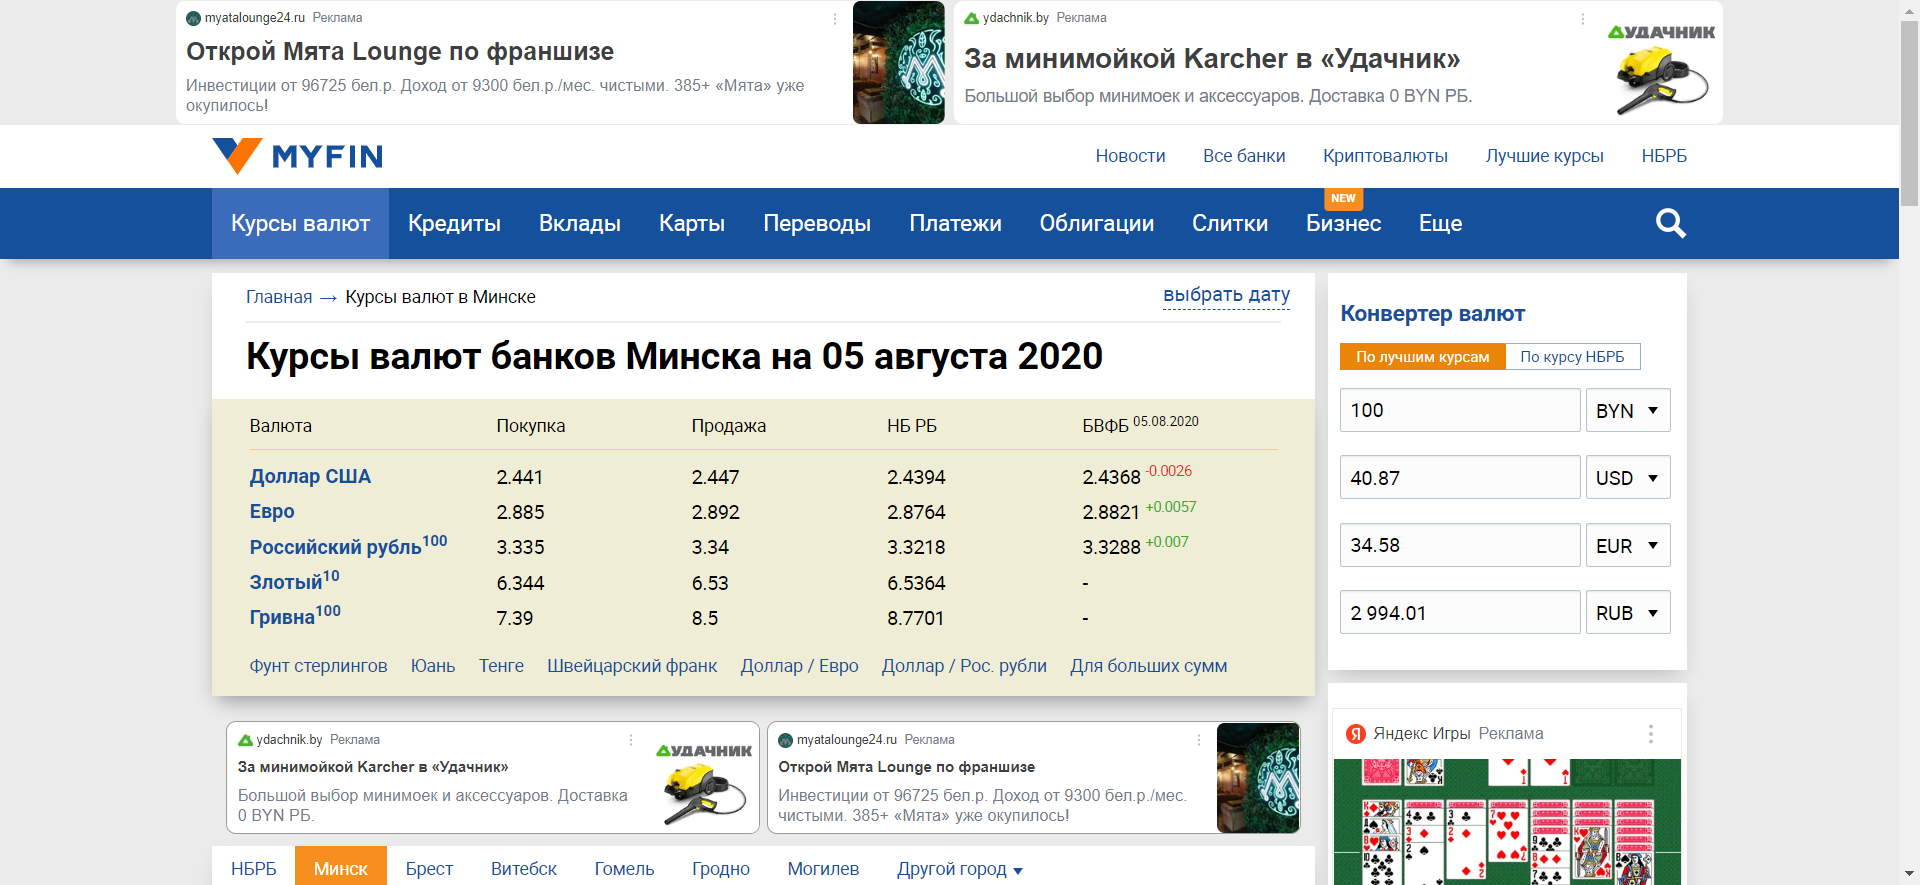 myatalounge24.ru Реклама
Открой Мята Lounge по франшизе
Инвестиции от 96725 бел.р. Доход от 9300 бел.р./мес. чистыми. 385+ «Мята» уже
окупилось!
ydachnik.by Реклама
За минимойкой Karcher в «Удачник»
Большой выбор минимоек и аксессуаров. Доставка 0 BYN РБ.
УДАЧНИК
MYFIN
Новости Все банки Криптовалюты Лучшие курсы НБРБ
NEW
Курсы валют Кредиты Вклады Карты Переводы Платежи Облигации Слитки Бизнес Еще
Главная → Курсы валют в Минске
выбрать дату
Курсы валют банков Минска на 05 августа 2020
Валюта Покупка Продажа НБ РБ БВФБ 05.08.2020
Доллар США 2.441 2.447 2.4394 2.4368 -0.0026
Евро 2.885 2.892 2.8764 2.8821 +0.0057
Российский рубль100 3.335 3.34 3.3218 3.3288 +0.007
Злотый10 6.344 6.53 6.5364 -
Гривна100 7.39 8.5 8.7701 -
Фунт стерлингов Юань Тенге Швейцарский франк Доллар / Евро Доллар / Рос. рубли Для больших сумм
Конвертер валют
По лучшим курсам По курсу НБРБ
100 BYN
40.87 USD
34.58 EUR
2 994.01 RUB
ydachnik.by Реклама
За минимойкой Karcher в «Удачник»
Большой выбор минимоек и аксессуаров. Доставка
0 BYN РБ.
УДАЧНИК
myatalounge24.ru Реклама
Открой Мята Lounge по франшизе
Инвестиции от 96725 бел.р. Доход от 9300 бел.р./мес.
чистыми. 385+ «Мята» уже окупилось!
Я Яндекс Игры Реклама
НБРБ Минск Брест Витебск Гомель Гродно Могилев Другой город